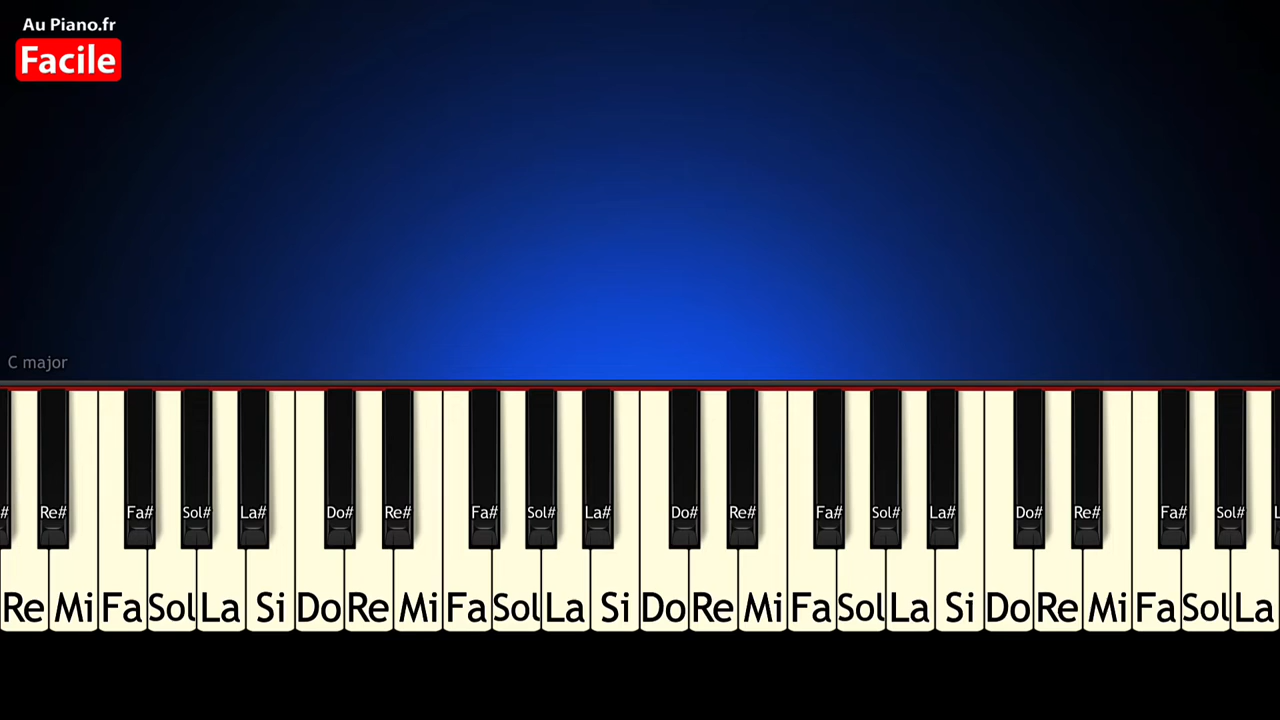 Au Piano.fr
Facile
C major
# Re# Fa# Sol# La# Do# Re# Fa# Sol# La# Do# Re# Fa# Sol# La# Do# Re# Fa# Sol# L
Re Mi Fa Sol La Si Do Re Mi Fa Sol La Si Do Re Mi Fa Sol La Si Do Re Mi Fa Sol La